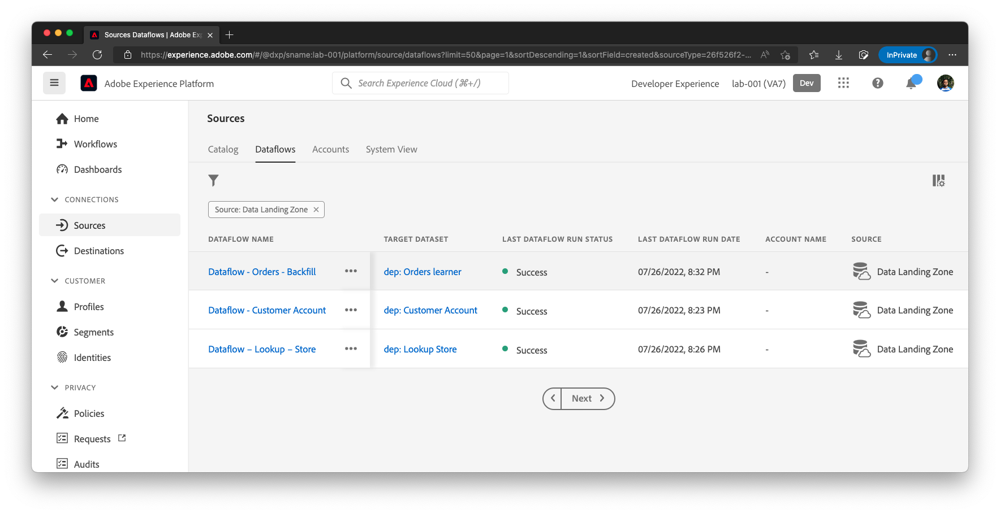 Sources Dataflows | Adobe Exp
https://experience.adobe.com/#/@dxp/sname:lab-001/platform/source/dataflows?limit=50&page=1&sortDescending=1&sortField=created&sourceType=26f526f2-...
InPrivate
Adobe Experience Platform
Search Experience Cloud (⌘+/)
Developer Experience
lab-001 (VA7)
Dev
Home
Workflows
Dashboards
CONNECTIONS
Sources
Destinations
CUSTOMER
Profiles
Segments
Identities
PRIVACY
Policies
Requests
Audits
Sources
Catalog Dataflows Accounts System View
Source: Data Landing Zone
DATAFLOW NAME TARGET DATASET LAST DATAFLOW RUN STATUS LAST DATAFLOW RUN DATE ACCOUNT NAME SOURCE
Dataflow - Orders - Backfill dep: Orders learner Success 07/26/2022, 8:32 PM - Data Landing Zone
Dataflow - Customer Account dep: Customer Account Success 07/26/2022, 8:23 PM - Data Landing Zone
Dataflow – Lookup – Store dep: Lookup Store Success 07/26/2022, 8:26 PM - Data Landing Zone
Next